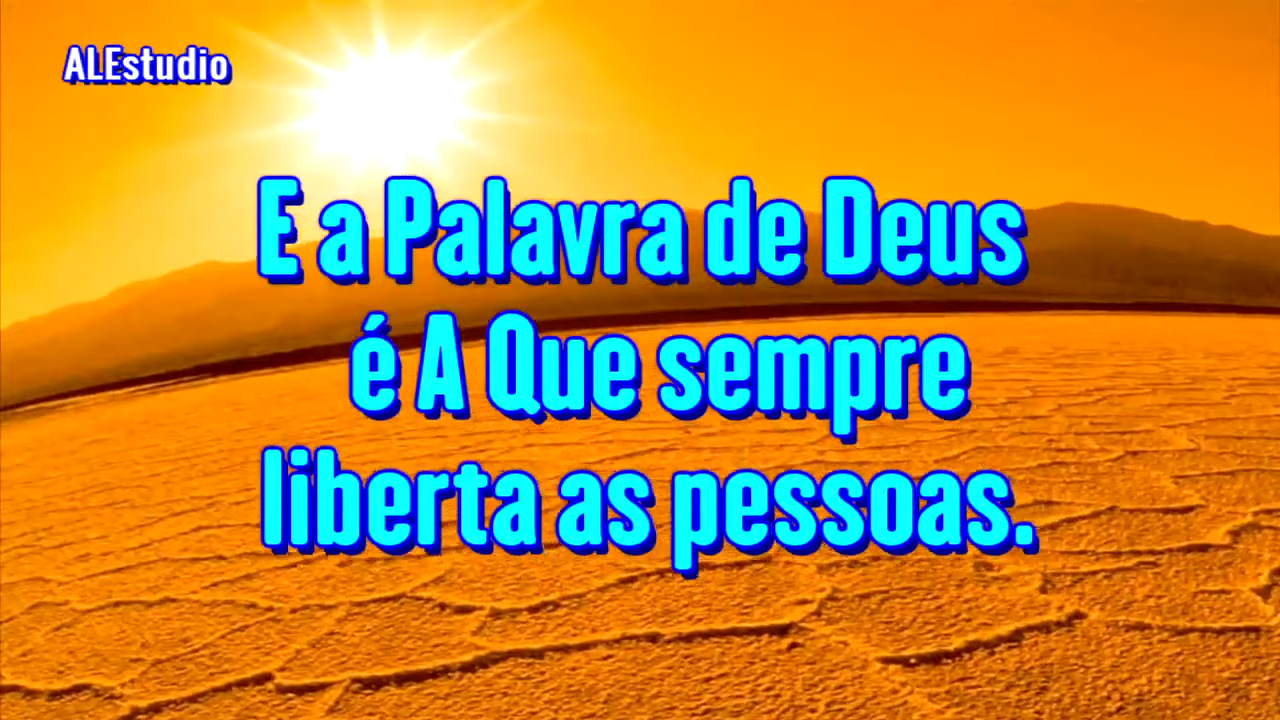 ALEstudio
E a Palavra de Deus
é A Que sempre
liberta as pessoas.